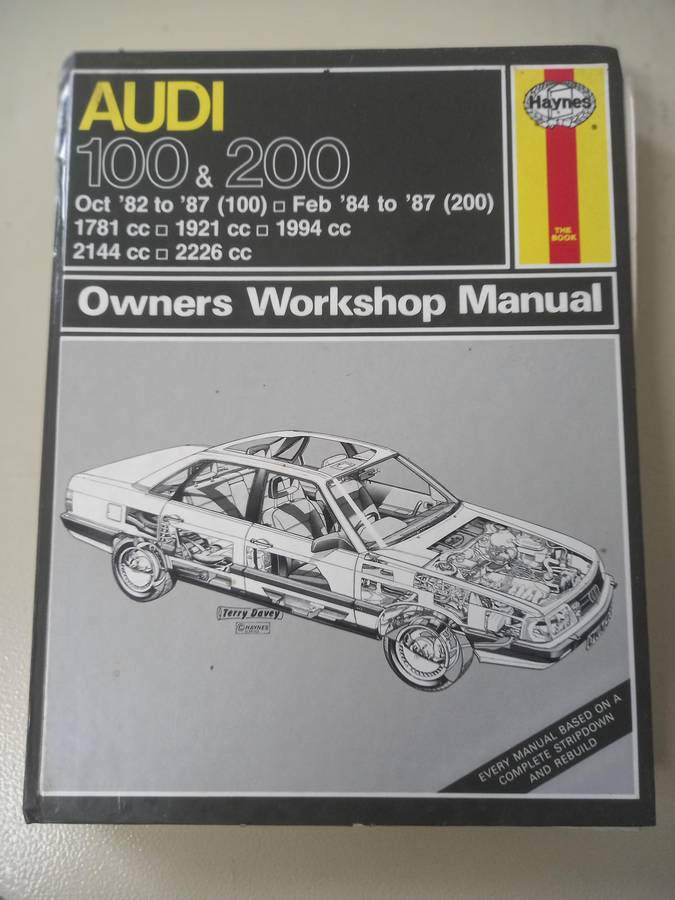 AUDI
100 & 200
Oct '82 to '87 (100) □ Feb '84 to '87 (200)
1781 cc □ 1921 cc □ 1994 cc
2144 cc □ 2226 cc
Haynes
®
THE
BOOK
Owners Workshop Manual
Terry Davey
© HAYNES
EVERY MANUAL BASED ON A
COMPLETE STRIPDOWN
AND REBUILD